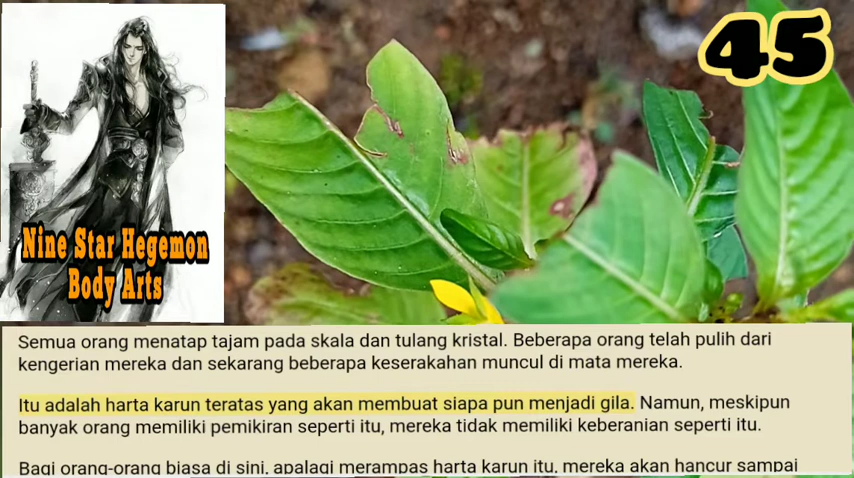 45
Nine Star Hegemon
Body Arts
Semua orang menatap tajam pada skala dan tulang kristal. Beberapa orang telah pulih dari
kengerian mereka dan sekarang beberapa keserakahan muncul di mata mereka.
Itu adalah harta karun teratas yang akan membuat siapa pun menjadi gila. Namun, meskipun
banyak orang memiliki pemikiran seperti itu, mereka tidak memiliki keberanian seperti itu.
Bagi orang-orang biasa di sini, apalagi merampas harta karun itu, mereka akan hancur sampai